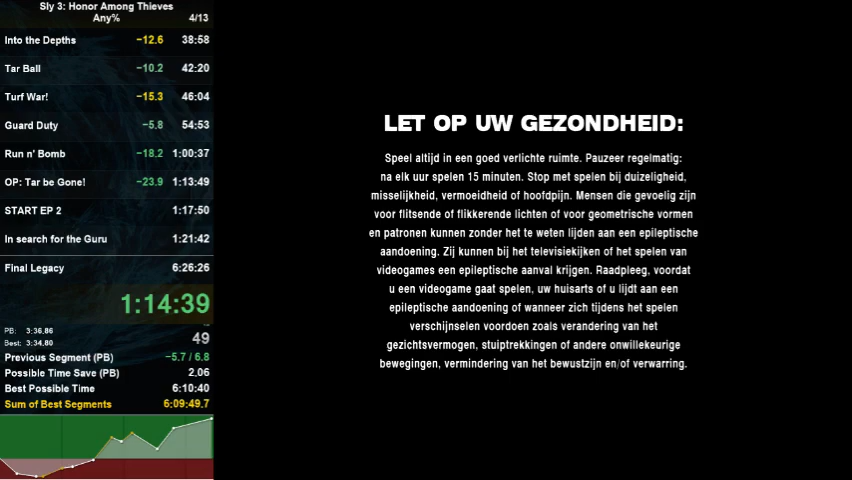 Sly 3: Honor Among Thieves
Any% 4/13
Into the Depths -12.6 38:58
Tar Ball -10.2 42:20
Turf War! -15.3 46:04
Guard Duty -5.8 54:53
Run n' Bomb -18.2 1:00:37
OP: Tar be Gone! -23.9 1:13:49
START EP 2 1:17:50
In search for the Guru 1:21:42
Final Legacy 6:26:26
1:14:39
PB: 3:36.86
Best: 3:34.80
49
Previous Segment (PB) -5.7 / 6.8
Possible Time Save (PB) 2.06
Best Possible Time 6:10:40
Sum of Best Segments 6:09:49.7
LET OP UW GEZONDHEID:
Speel altijd in een goed verlichte ruimte. Pauzeer regelmatig:
na elk uur spelen 15 minuten. Stop met spelen bij duizeligheid,
misselijkheid, vermoeidheid of hoofdpijn. Mensen die gevoelig zijn
voor flitsende of flikkerende lichten of voor geometrische vormen
en patronen kunnen zonder het te weten lijden aan een epileptische
aandoening. Zij kunnen bij het televisiekijken of het spelen van
videogames een epileptische aanval krijgen. Raadpleeg, voordat
u een videogame gaat spelen, uw huisarts of u lijdt aan een
epileptische aandoening of wanneer zich tijdens het spelen
verschijnselen voordoen zoals verandering van het
gezichtsvermogen, stuiptrekkingen of andere onwillekeurige
bewegingen, vermindering van het bewustzijn en/of verwarring.